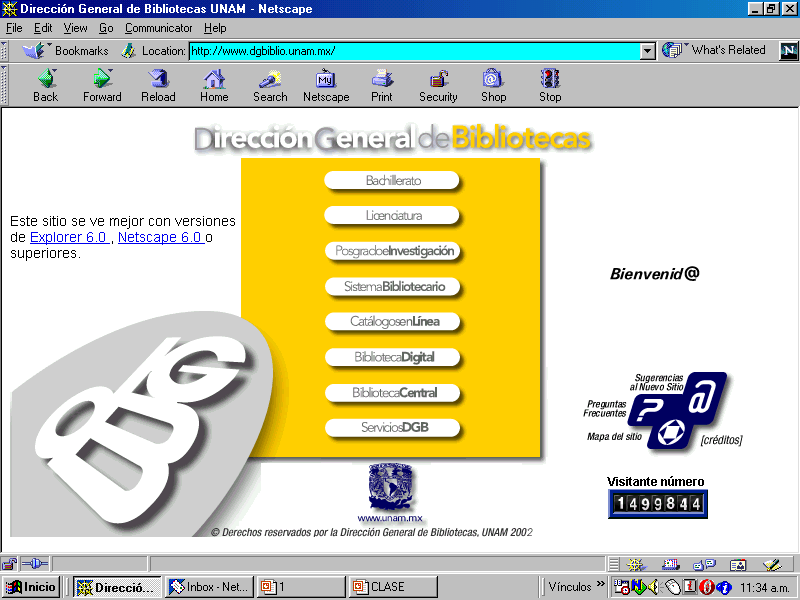 Dirección General de Bibliotecas UNAM - Netscape
File Edit View Go Communicator Help
Bookmarks Location: http://www.dgbiblio.unam.mx/ What's Related N
Back Forward Reload Home Search Netscape Print Security Shop Stop
My
DirecciónGeneraldeBibliotecas
Este sitio se ve mejor con versiones
de Explorer 6.0 , Netscape 6.0 o
superiores.
Bachillerato
Licenciatura
PosgradoeInvestigación
SistemaBibliotecario
CatálogosenLínea
BibliotecaDigital
BibliotecaCentral
ServiciosDGB
Bienvenid@
DGB
Sugerencias
al Nuevo Sitio
@
Preguntas
Frecuentes
?
Mapa del sitio
[créditos]
www.unam.mx
Visitante número
1499844
© Derechos reservados por la Dirección General de Bibliotecas, UNAM 2002
Inicio Direcció... Inbox - Net... 1 CLASE Vínculos » 11:34 a.m.